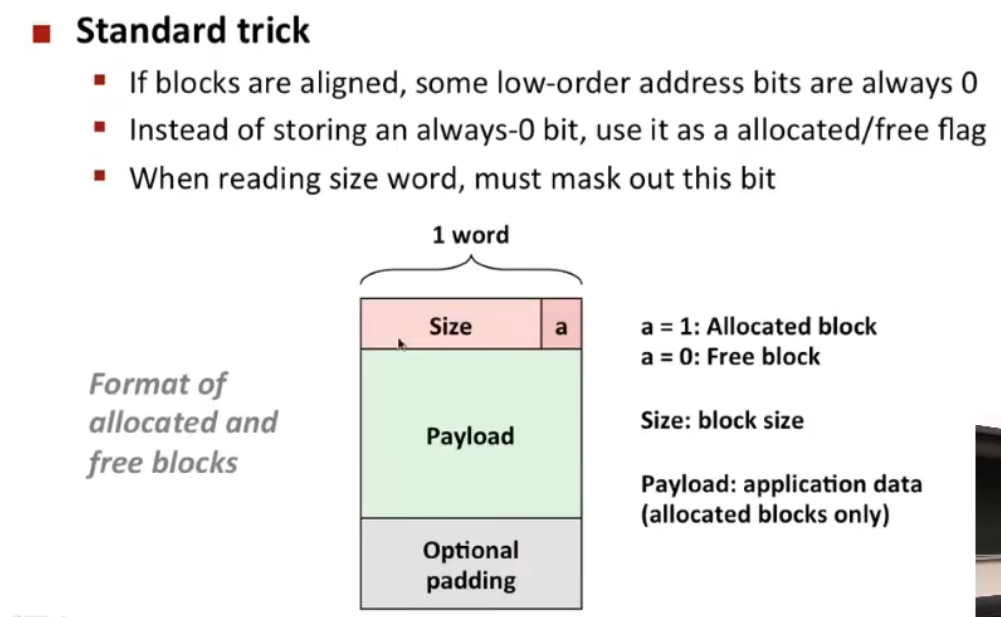 Standard trick
If blocks are aligned, some low-order address bits are always 0
Instead of storing an always-0 bit, use it as a allocated/free flag
When reading size word, must mask out this bit
1 word
Size a
a = 1: Allocated block
a = 0: Free block
Format of
allocated and
free blocks
Payload
Size: block size
Payload: application data
(allocated blocks only)
Optional
padding